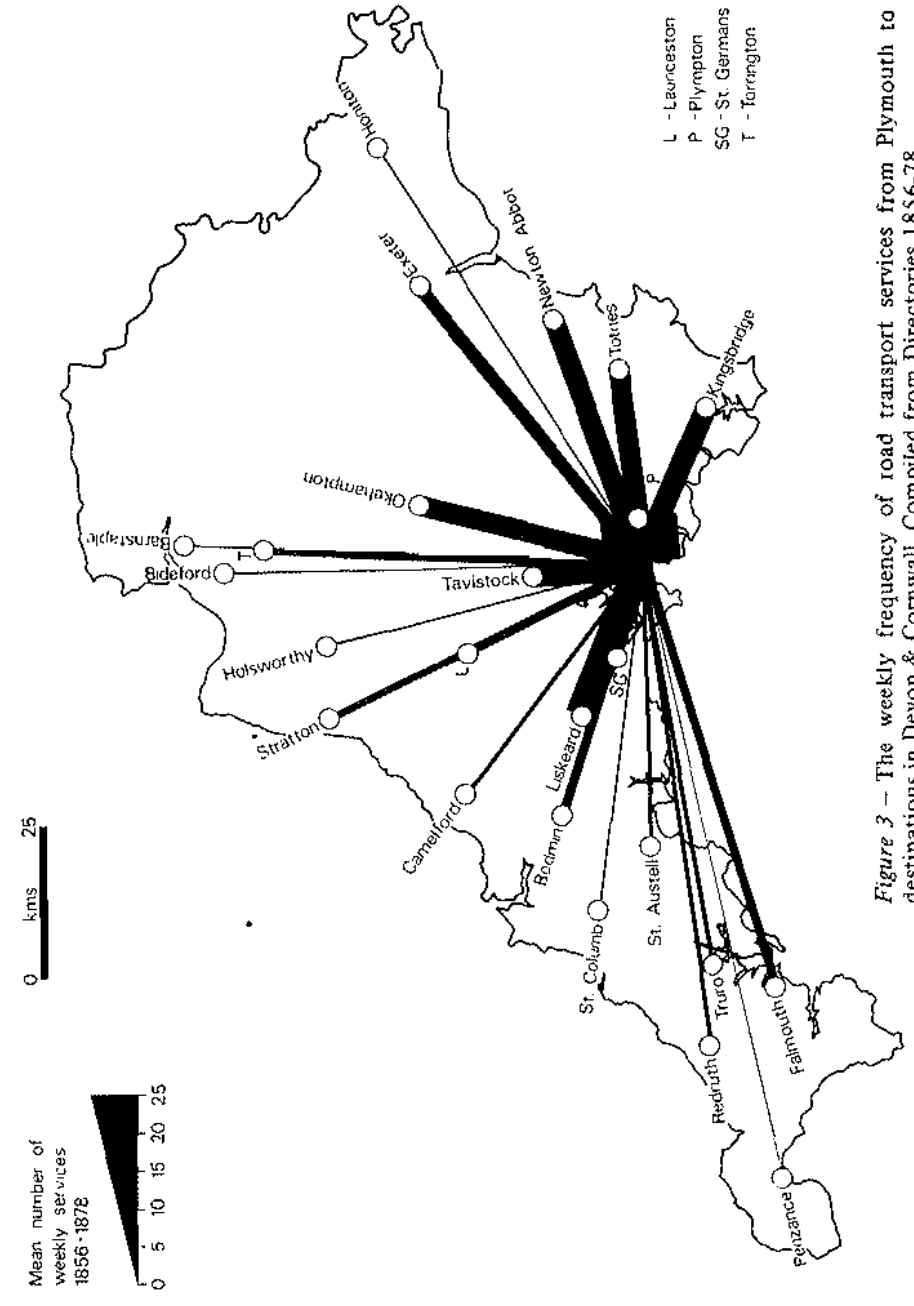 Mean number of
weekly services
1856-1878
0 5 10 15 20 25
0 kms 25
Honiton
Exeter
Newton Abbot
Totnes
Kingsbridge
P
Okehampton
Barnstaple
T
Bideford
Tavistock
Holsworthy
L
Stratton
Camelford
SG
Liskeard
Bodmin
St. Columb
St. Austell
Truro
Redruth
Falmouth
Penzance
L - Launceston
P - Plympton
SG - St. Germans
T - Torrington
Figure 3 – The weekly frequency of road transport services from Plymouth to
destinations in Devon & Cornwall. Compiled from Directories 1856-78